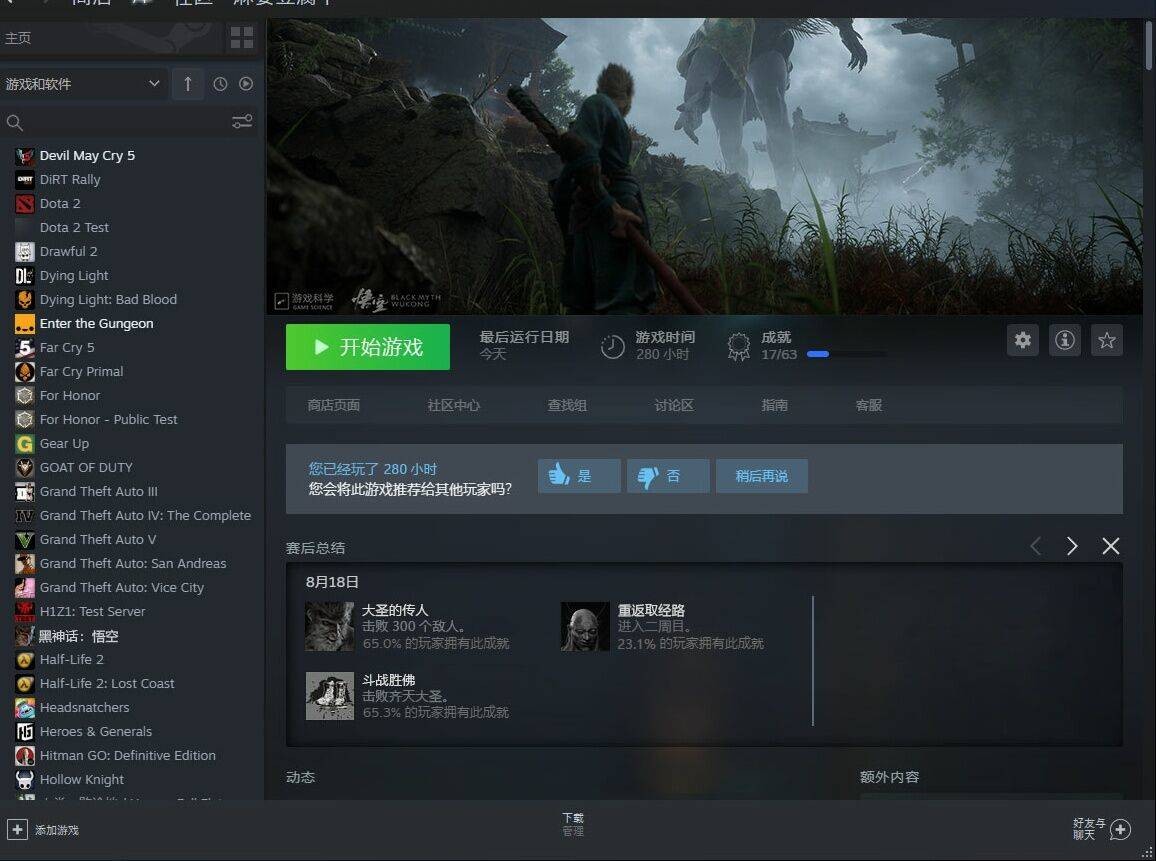 商店 库 社区 麻婆豆腐
主页
游戏和软件
Devil May Cry 5
DiRT Rally
Dota 2
Dota 2 Test
Drawful 2
Dying Light
Dying Light: Bad Blood
Enter the Gungeon
Far Cry 5
Far Cry Primal
For Honor
For Honor - Public Test
Gear Up
GOAT OF DUTY
Grand Theft Auto III
Grand Theft Auto IV: The Complete
Grand Theft Auto V
Grand Theft Auto: San Andreas
Grand Theft Auto: Vice City
H1Z1: Test Server
黑神话：悟空
Half-Life 2
Half-Life 2: Lost Coast
Headsnatchers
Heroes & Generals
Hitman GO: Definitive Edition
Hollow Knight
添加游戏
游戏科学
GAME SCIENCE
悟空
BLACK MYTH
WUKONG
开始游戏
最后运行日期
今天
游戏时间
280 小时
成就
17/63
商店页面 社区中心 查找组 讨论区 指南 客服
您已经玩了 280 小时
您会将此游戏推荐给其他玩家吗？
是 否 稍后再说
赛后总结
8月18日
大圣的传人
击败 300 个敌人。
65.0% 的玩家拥有此成就
重返取经路
进入二周目。
23.1% 的玩家拥有此成就
斗战胜佛
击败齐天大圣。
65.3% 的玩家拥有此成就
动态
额外内容
下载
管理
好友与
聊天